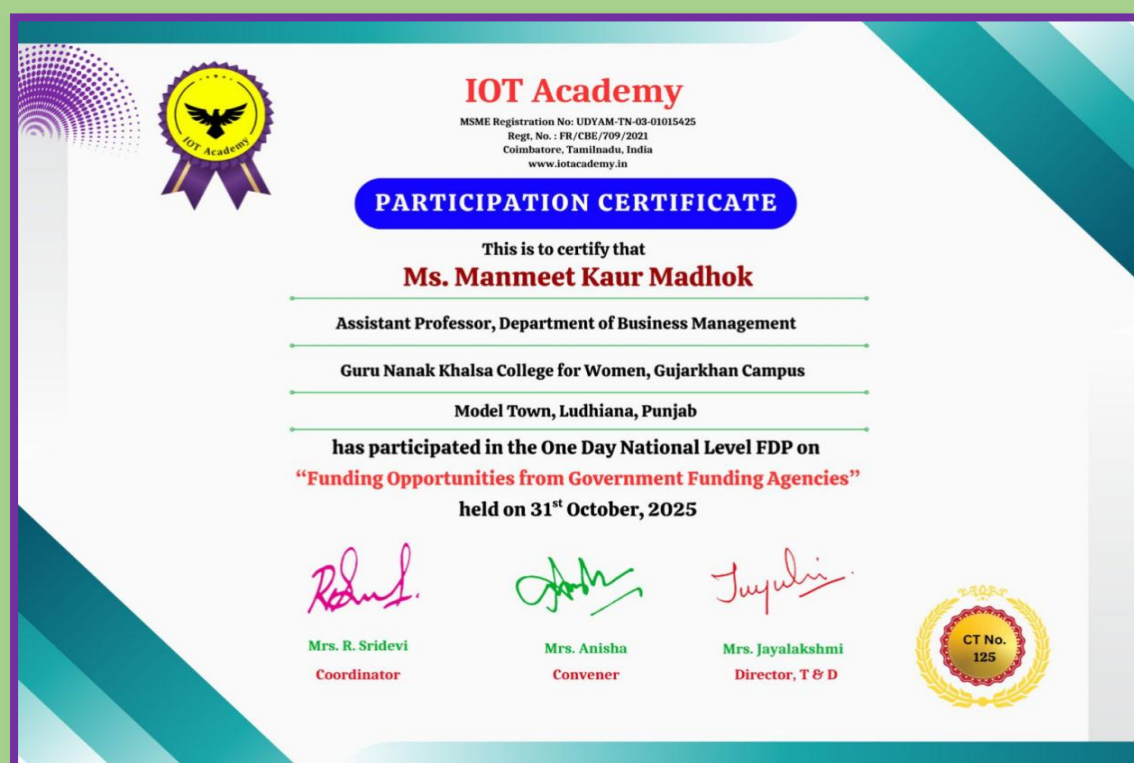 IOT Academy
IOT Academy
MSME Registration No: UDYAM-TN-03-01015425
Regt, No. : FR/CBE/709/2021
Coimbatore, Tamilnadu, India
www.iotacademy.in
PARTICIPATION CERTIFICATE
This is to certify that
Ms. Manmeet Kaur Madhok
Assistant Professor, Department of Business Management
Guru Nanak Khalsa College for Women, Gujarkhan Campus
Model Town, Ludhiana, Punjab
has participated in the One Day National Level FDP on
“Funding Opportunities from Government Funding Agencies”
held on 31st October, 2025
Mrs. R. Sridevi
Coordinator
Mrs. Anisha
Convener
Mrs. Jayalakshmi
Director, T & D
CT No.
125